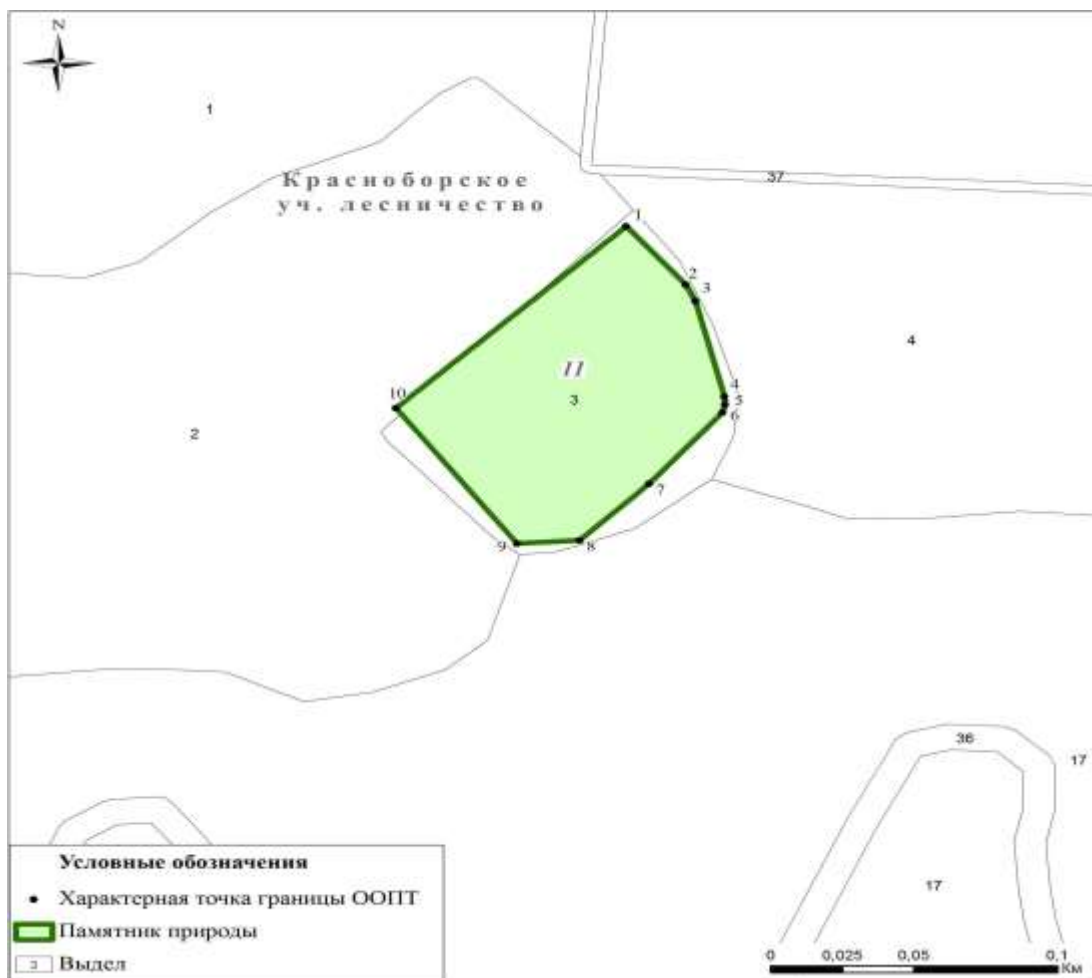 N
1
Красноборское
уч. лесничество
37
1
2
3
4
11
3
4
5
6
10
2
7
9
8
36
17
17
Условные обозначения
Характерная точка границы ООПТ
Памятник природы
3 Выдел
0 0,025 0,05 0,1
Км